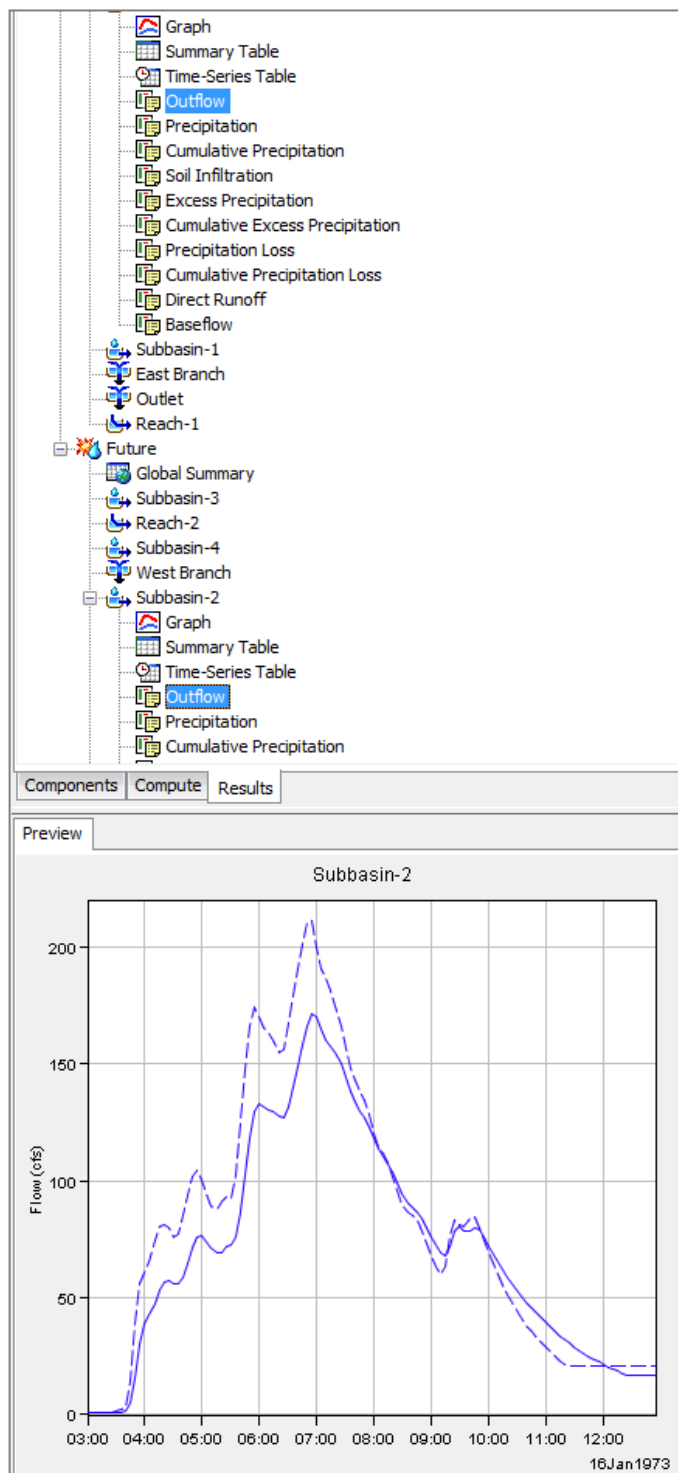 Graph
Summary Table
Time-Series Table
Outflow
Precipitation
Cumulative Precipitation
Soil Infiltration
Excess Precipitation
Cumulative Excess Precipitation
Precipitation Loss
Cumulative Precipitation Loss
Direct Runoff
Baseflow
Subbasin-1
East Branch
Outlet
Reach-1
Future
Global Summary
Subbasin-3
Reach-2
Subbasin-4
West Branch
Subbasin-2
Graph
Summary Table
Time-Series Table
Outflow
Precipitation
Cumulative Precipitation
Components Compute Results
Preview
Subbasin-2
Flow (cfs)
200
150
100
50
0
03:00 04:00 05:00 06:00 07:00 08:00 09:00 10:00 11:00 12:00
16Jan1973